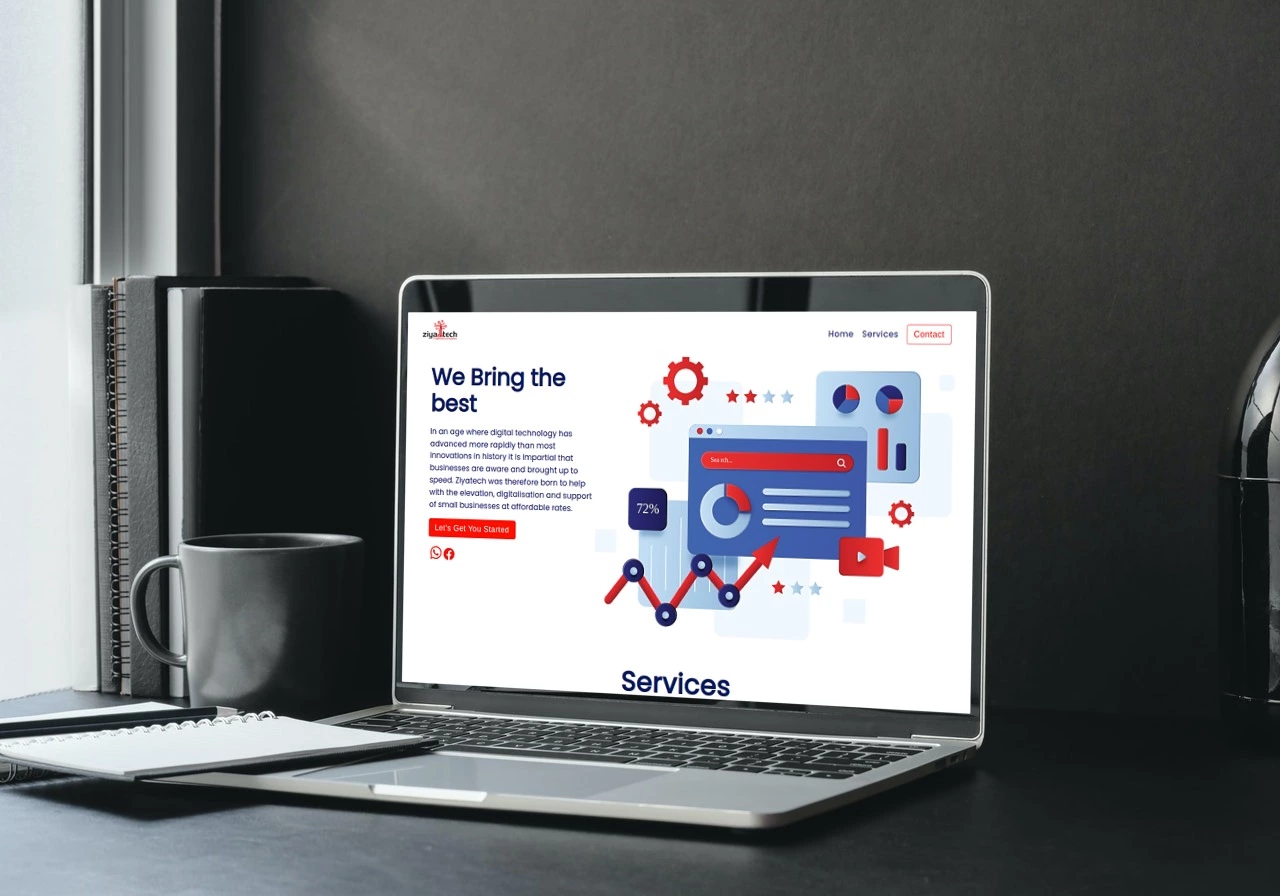 ziyatech
Home Services Contact
We Bring the
best
In an age where digital technology has
advanced more rapidly than most
innovations in history it is impartial that
businesses are aware and brought up to
speed. Ziyatech was therefore born to help
with the elevation, digitalisation and support
of small businesses at affordable rates.
Let's Get You Started
Search...
72%
Services